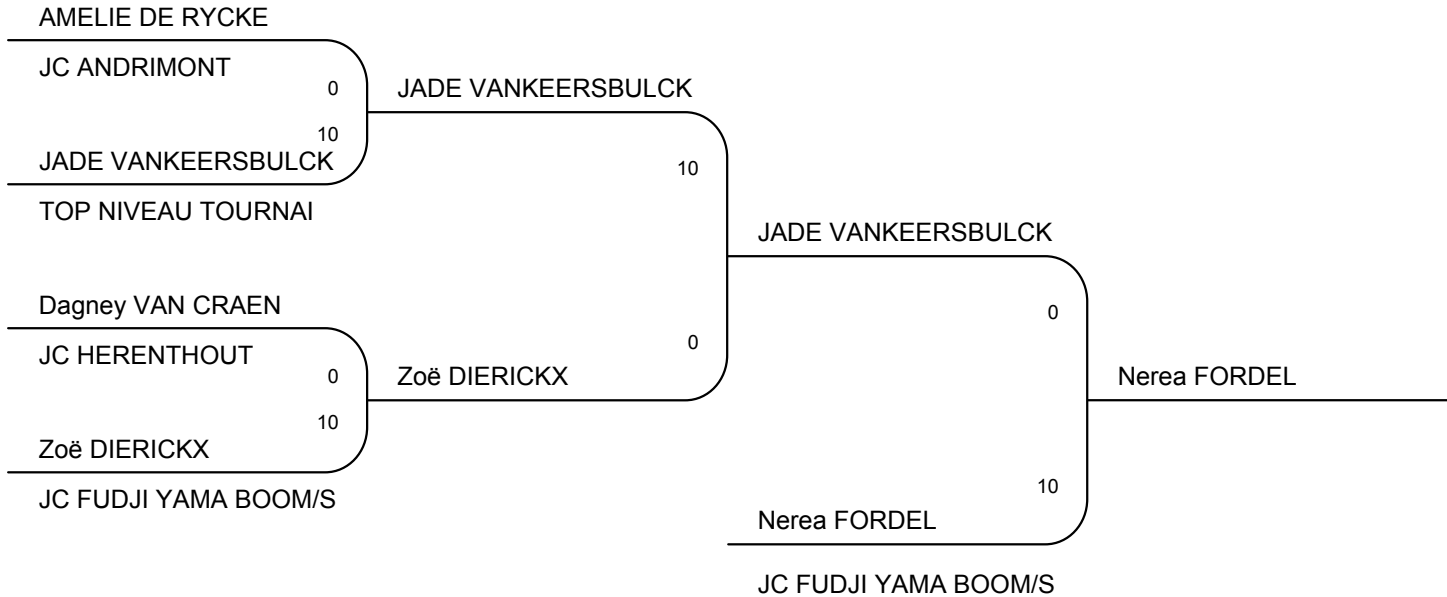 AMELIE DE RYCKE
JC ANDRIMONT
0
10
JADE VANKEERSBULCK
TOP NIVEAU TOURNAI
Dagney VAN CRAEN
JC HERENTHOUT
0
10
Zoë DIERICKX
JC FUDJI YAMA BOOM/S
JADE VANKEERSBULCK
10
0
Zoë DIERICKX
JADE VANKEERSBULCK
0
10
Nerea FORDEL
JC FUDJI YAMA BOOM/S
Nerea FORDEL